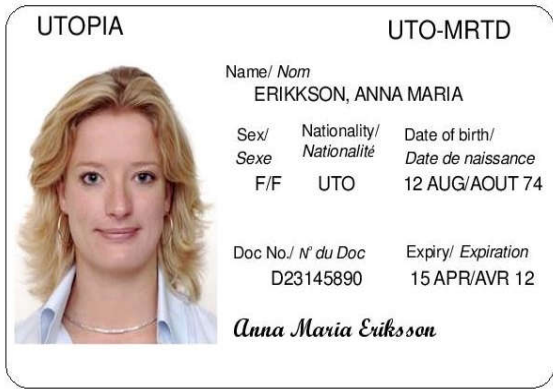 UTOPIA UTO-MRTD
Name/ Nom
ERIKKSON, ANNA MARIA
Sex/ Nationality/ Date of birth/
Sexe Nationalité Date de naissance
F/F UTO 12 AUG/AOUT 74
Doc No./ N° du Doc Expiry/ Expiration
D23145890 15 APR/AVR 12
Anna Maria Eriksson